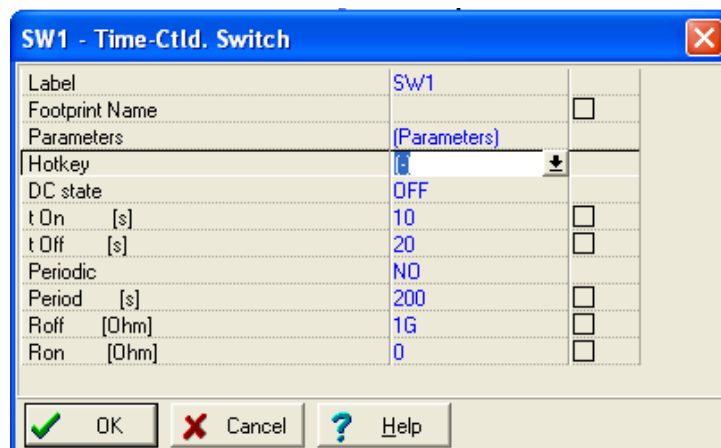 SW1 - Time-Ctld. Switch
Label SW1
Footprint Name
Parameters (Parameters)
Hotkey [-]
DC state OFF
t On [s] 10
t Off [s] 20
Periodic NO
Period [s] 200
Roff [Ohm] 1G
Ron [Ohm] 0
OK Cancel Help